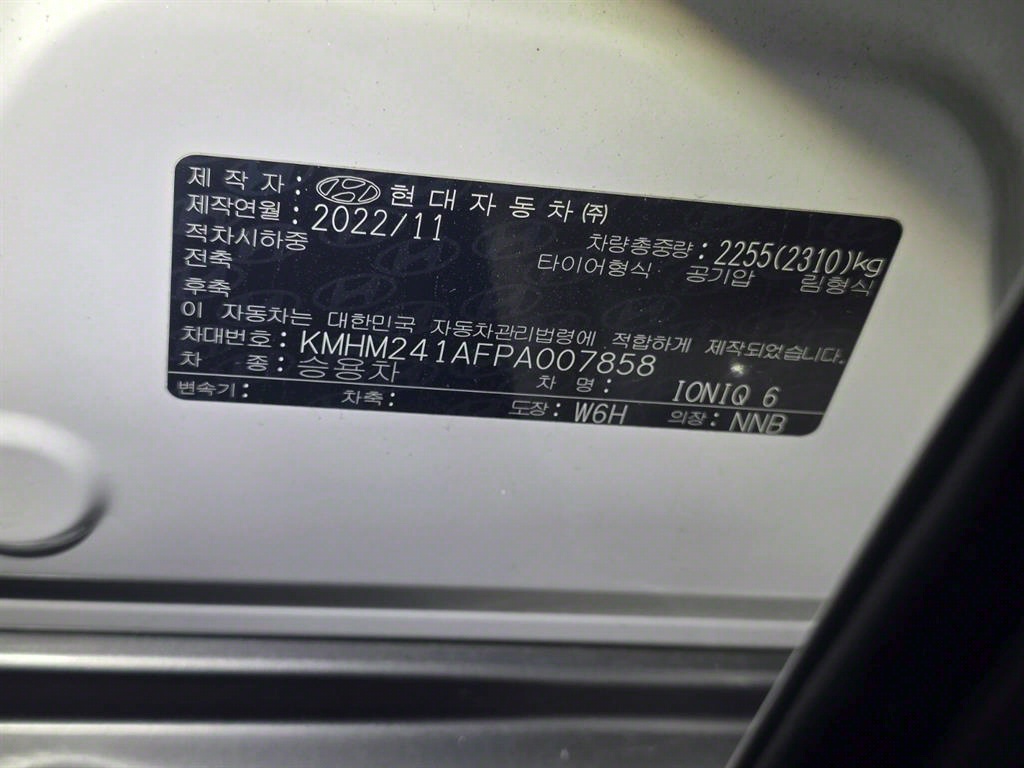 제 작 자 : 현 대 자 동 차 ㈜
제작연월 : 2022/11
차량총중량 : 2255(2310)kg
적차시하중 타이어형식 공기압 림형식
전축
후축
이 자동차는 대한민국 자동차관리법령에 적합하게 제작되었습니다.
차대번호 : KMHM241AFPA007858
차 종 : 승용차 차 명 : IONIQ 6
변속기 : 차축 : 도장 : W6H 의장 : NNB